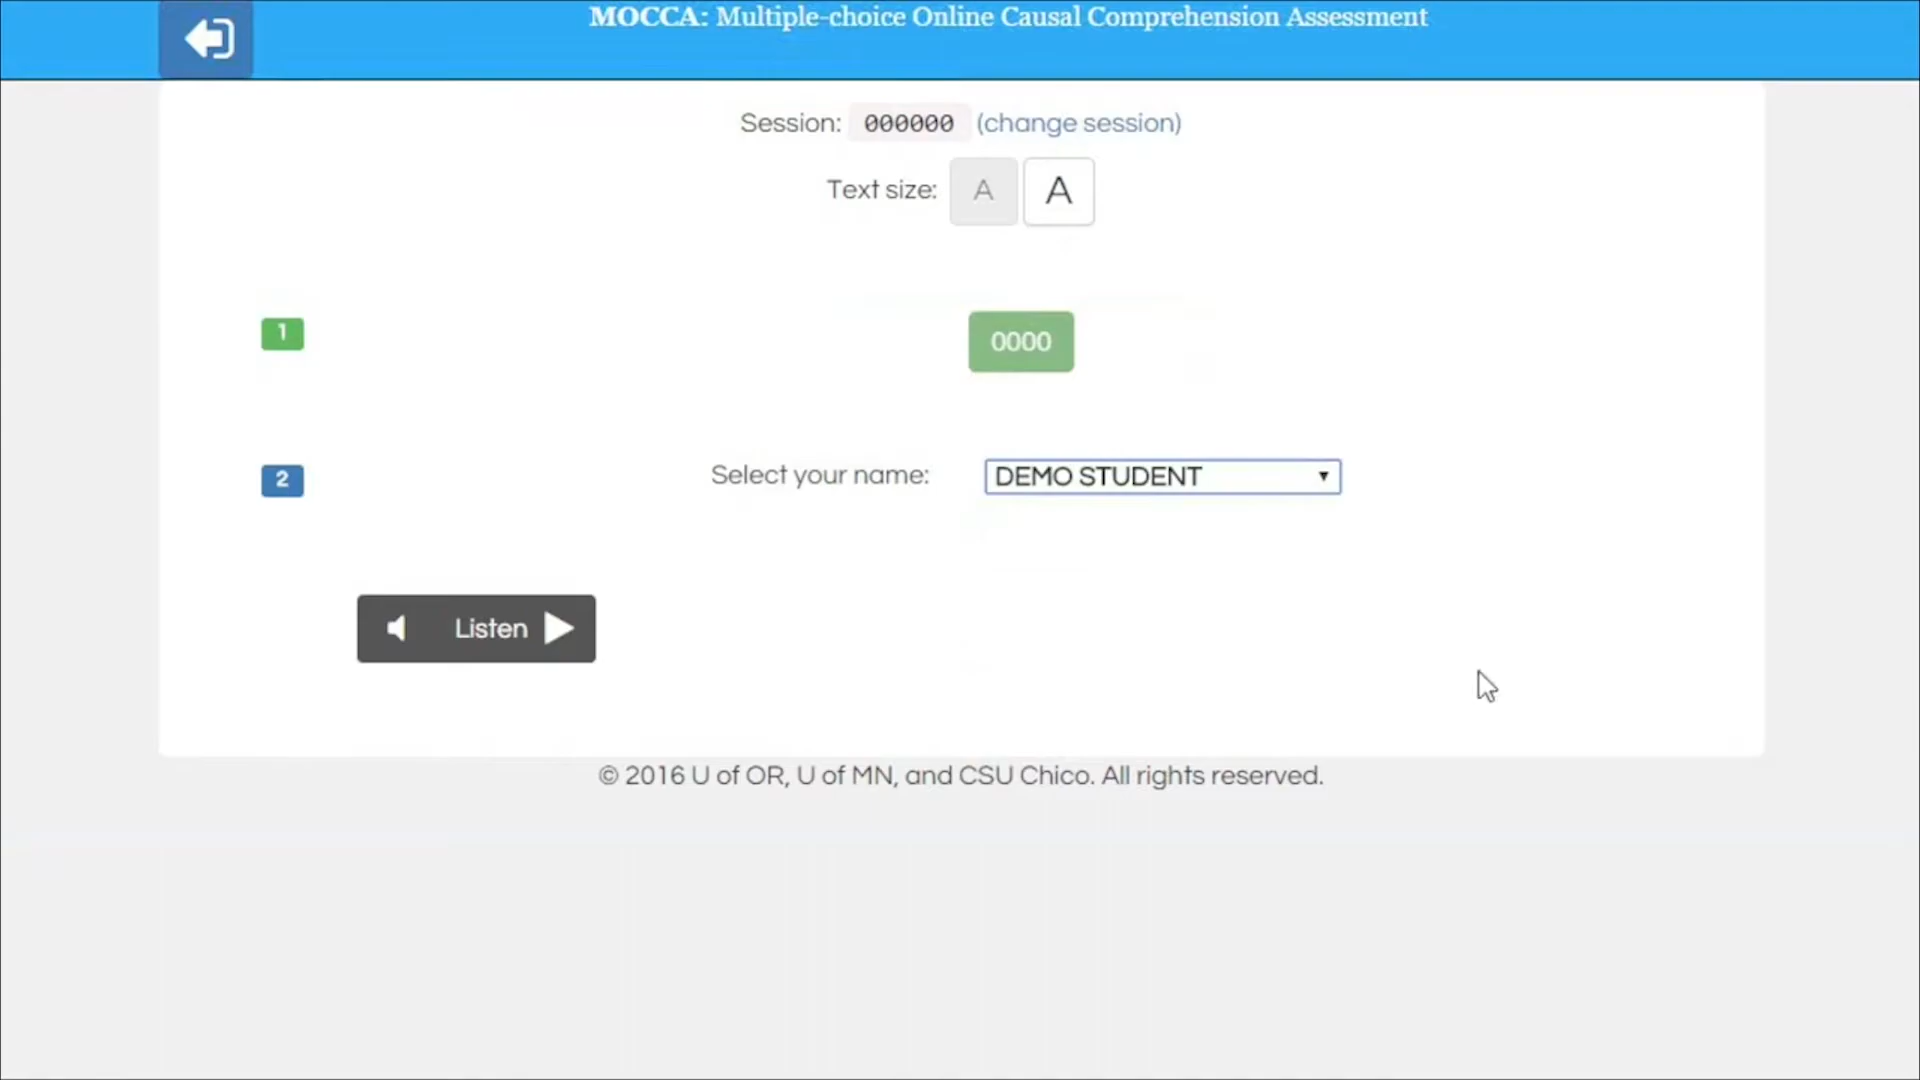 MOCCA: Multiple-choice Online Causal Comprehension Assessment
Session: 000000 (change session)
Text size: A A
1
0000
2
Select your name: DEMO STUDENT
Listen
© 2016 U of OR, U of MN, and CSU Chico. All rights reserved.